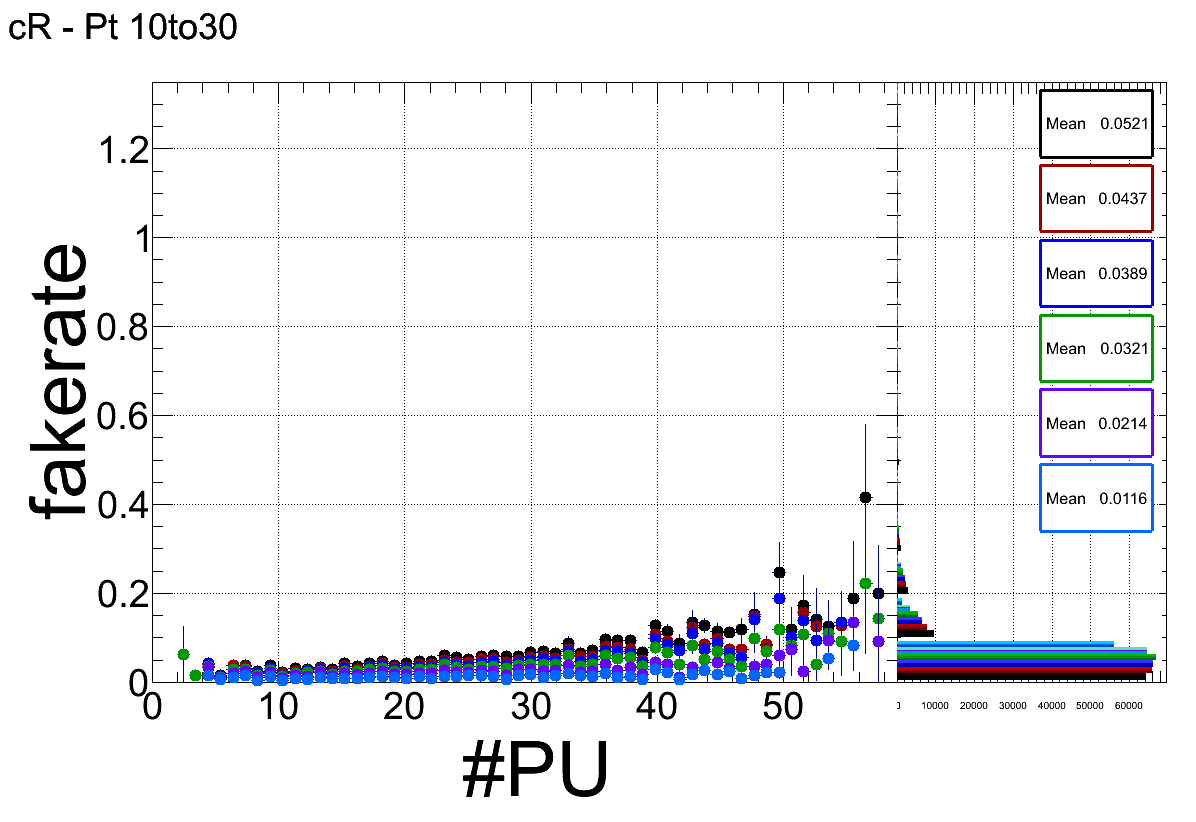 cR - Pt 10to30
fakerate
1.2
1
0.8
0.6
0.4
0.2
0
0 10 20 30 40 50
#PU
0 10000 20000 30000 40000 50000 60000
Mean 0.0521
Mean 0.0437
Mean 0.0389
Mean 0.0321
Mean 0.0214
Mean 0.0116